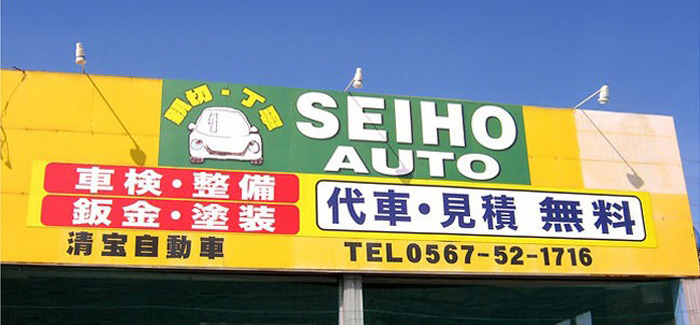 親切・丁寧
SEIHO
AUTO
車検・整備
鈑金・塗装
代車・見積 無料
清宝自動車
TEL0567-52-1716